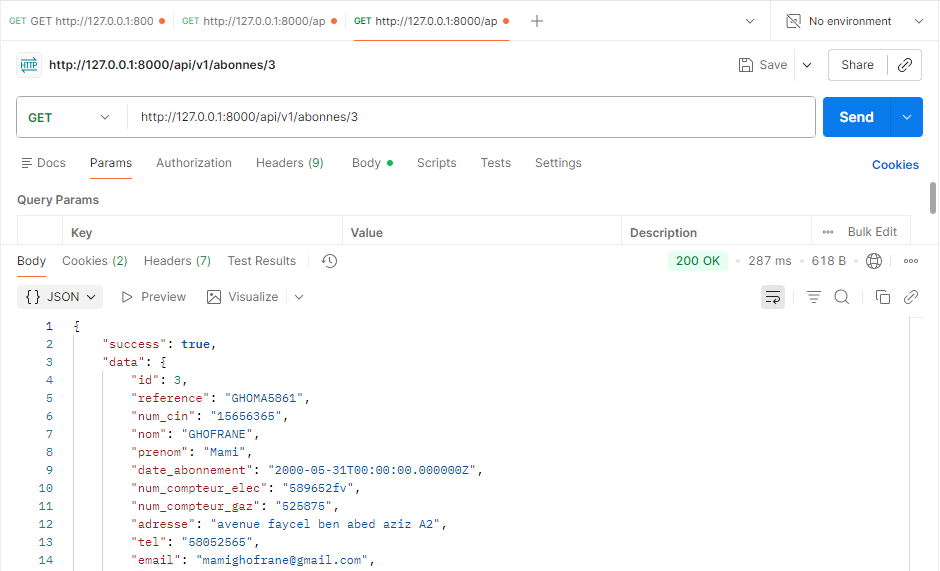 GET GET http://127.0.0.1:800 GET http://127.0.0.1:8000/ap GET http://127.0.0.1:8000/ap No environment
HTTP http://127.0.0.1:8000/api/v1/abonnes/3 Save Share
GET http://127.0.0.1:8000/api/v1/abonnes/3 Send
Docs Params Authorization Headers (9) Body Scripts Tests Settings Cookies
Query Params
Key Value Description Bulk Edit
Body Cookies (2) Headers (7) Test Results 200 OK • 287 ms • 618 B •
{} JSON Preview Visualize
1 {
2 "success": true,
3 "data": {
4 "id": 3,
5 "reference": "GHOMA5861",
6 "num_cin": "15656365",
7 "nom": "GHOFRANE",
8 "prenom": "Mami",
9 "date_abonnement": "2000-05-31T00:00:00.000000Z",
10 "num_compteur_elec": "589652fv",
11 "num_compteur_gaz": "525875",
12 "adresse": "avenue faycel ben abed aziz A2",
13 "tel": "58052565",
14 "email": "mamighofrane@gmail.com",